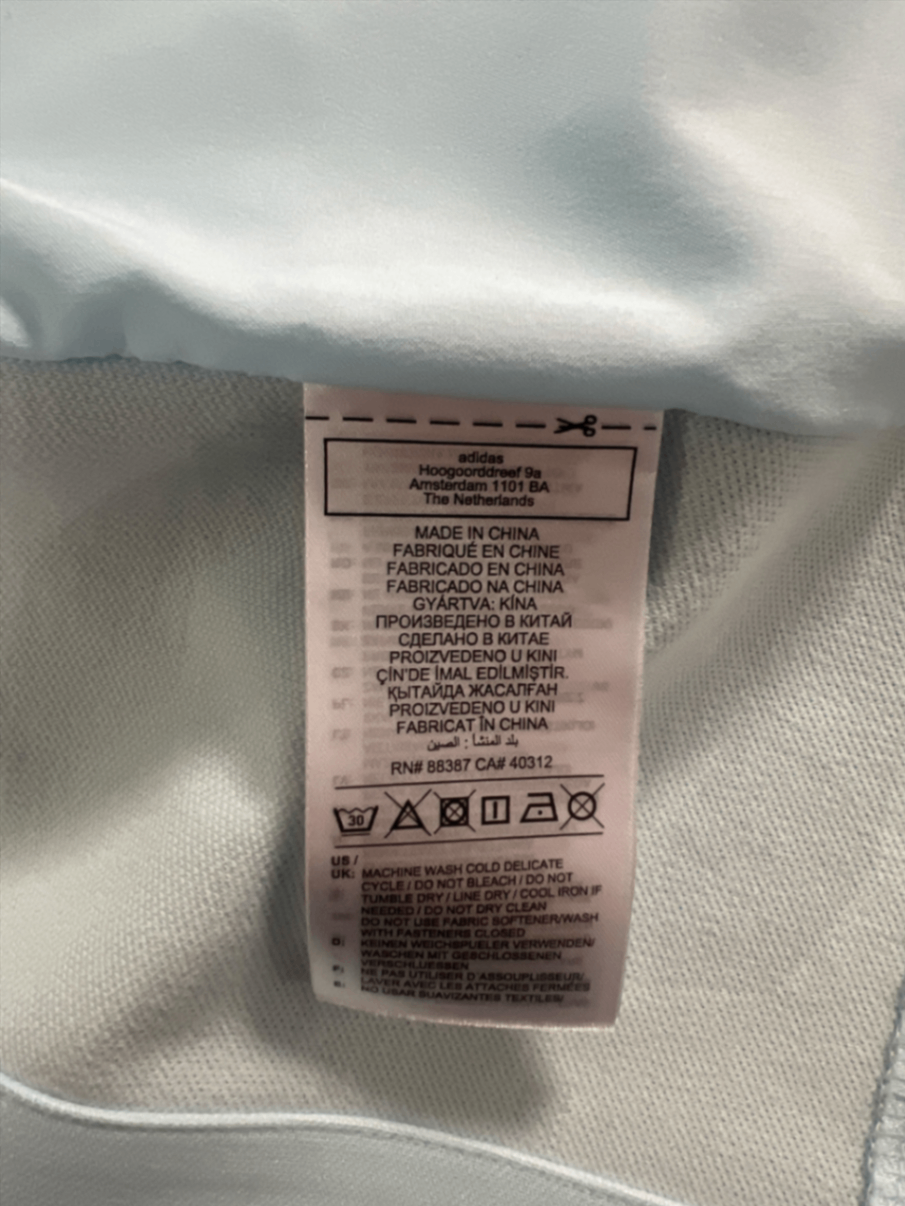 adidas
Hoogoorddreef 9a
Amsterdam 1101 BA
The Netherlands
MADE IN CHINA
FABRIQUÉ EN CHINE
FABRICADO EN CHINA
FABRICADO NA CHINA
GYÁRTVA: KÍNA
ПРОИЗВЕДЕНО В КИТАЙ
СДЕЛАНО В КИТАЕ
PROIZVEDENO U KINI
ÇİN'DE İMAL EDİLMİŞTİR.
ҚЫТАЙДА ЖАСАЛҒАН
PROIZVEDENO U KINI
FABRICAT ÎN CHINA
بلد المنشأ : الصين
RN# 88387 CA# 40312
30
US /
UK: MACHINE WASH COLD DELICATE
CYCLE / DO NOT BLEACH / DO NOT
TUMBLE DRY / LINE DRY / COOL IRON IF
NEEDED / DO NOT DRY CLEAN
DO NOT USE FABRIC SOFTENER/WASH
WITH FASTENERS CLOSED
D: KEINEN WEICHSPUELER VERWENDEN/
WASCHEN MIT GESCHLOSSENEN
VERSCHLUESSEN
F: NE PAS UTILISER D'ASSOUPLISSEUR/
LAVER AVEC LES ATTACHES FERMÉES
E: NO USAR SUAVIZANTES TEXTILES/